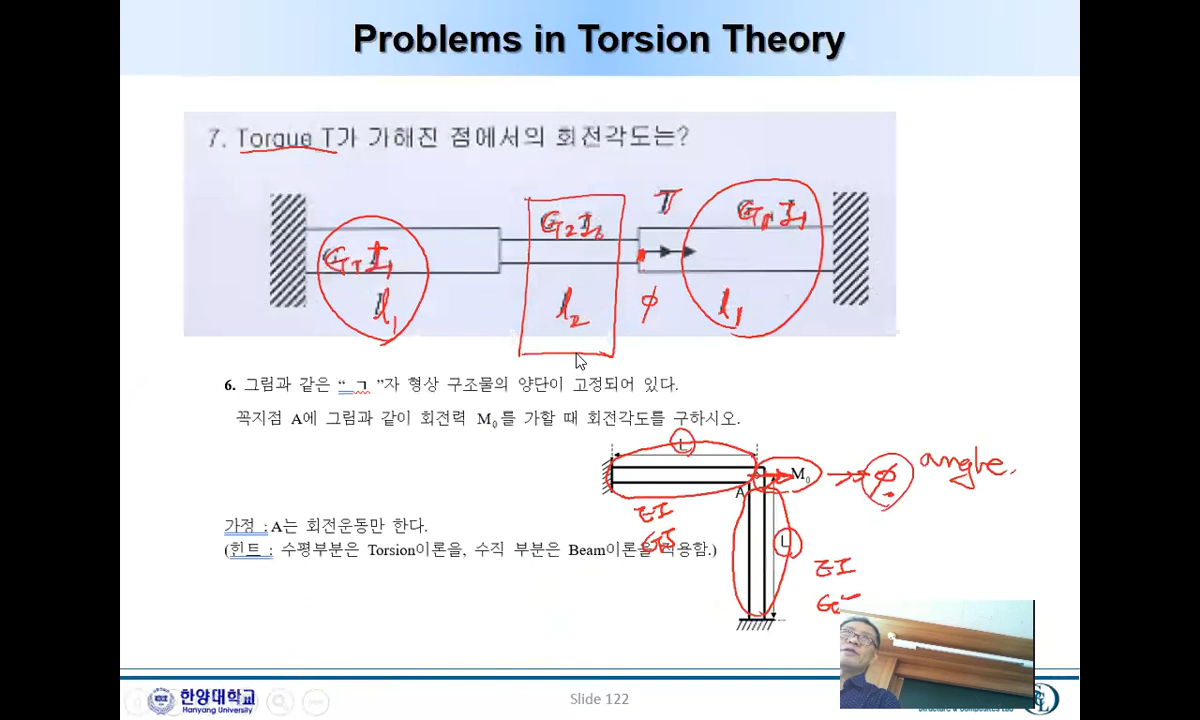 Problems in Torsion Theory
7. Torque T가 가해진 점에서의 회전각도는?
T
l₁
l₂
ϕ
l₁
6. 그림과 같은 “ ㄱ ”자 형상 구조물의 양단이 고정되어 있다.
꼭지점 A에 그림과 같이 회전력 M₀를 가할 때 회전각도를 구하시오.
L
M₀
ϕ
A
EI
L
EI
가정 : A는 회전운동만 한다.
(힌트 : 수평부분은 Torsion이론을, 수직 부분은 Beam이론을 적용함.)
한양대학교
Hanyang University
Slide 122